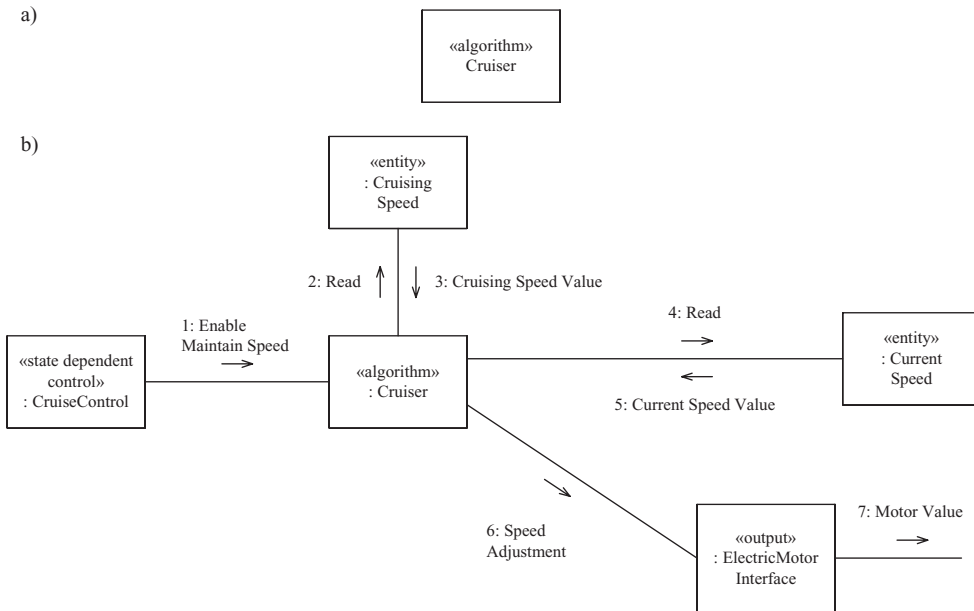 a)
«algorithm»
Cruiser
b)
«entity»
: Cruising
Speed
2: Read
3: Cruising Speed Value
1: Enable
Maintain Speed
4: Read
«state dependent
control»
: CruiseControl
«algorithm»
: Cruiser
«entity»
: Current
Speed
5: Current Speed Value
6: Speed
Adjustment
«output»
: ElectricMotor
Interface
7: Motor Value